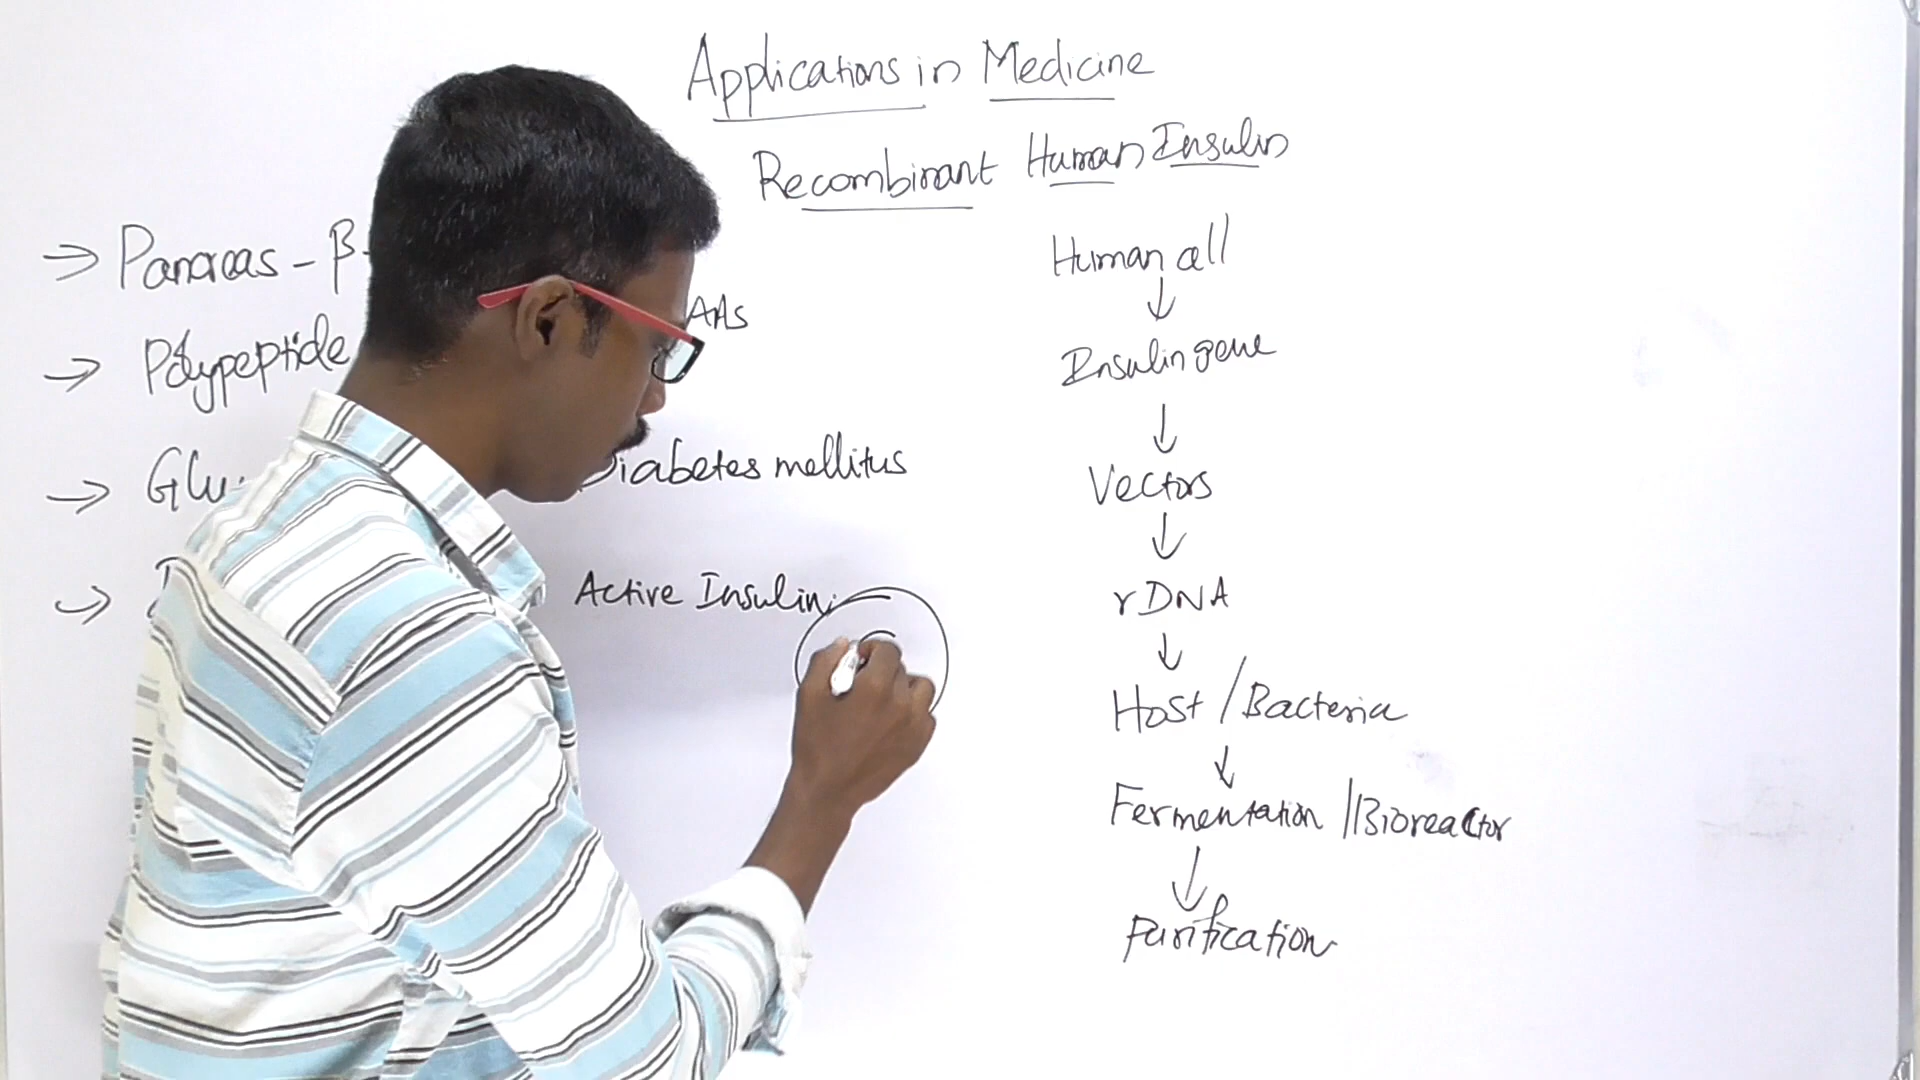 Applications in Medicine
Recombinant Human Insulin
→ Pancreas - β
AAs
→ Polypeptide
→ Glu
Diabetes mellitus
→
Active Insulin
Human cell
↓
Insulin gene
↓
Vectors
↓
rDNA
↓
Host / Bacteria
↓
Fermentation / Bioreactor
↓
Purification